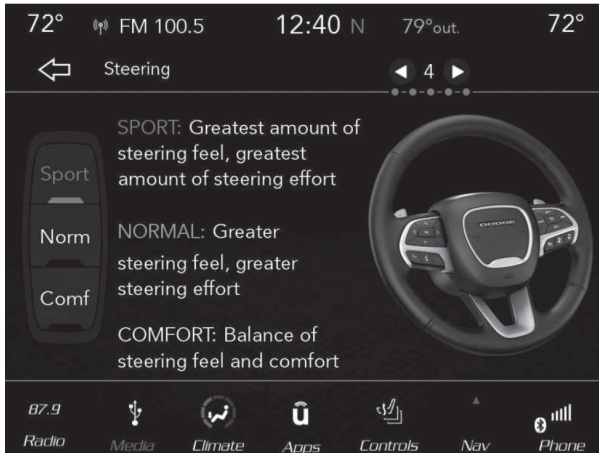 72° FM 100.5 12:40 N 79°out. 72°
Steering 4
SPORT: Greatest amount of
steering feel, greatest
amount of steering effort
Sport
Norm
Comf
NORMAL: Greater
steering feel, greater
steering effort
COMFORT: Balance of
steering feel and comfort
DODGE
87.9
Radio Media Climate Apps Controls Nav Phone